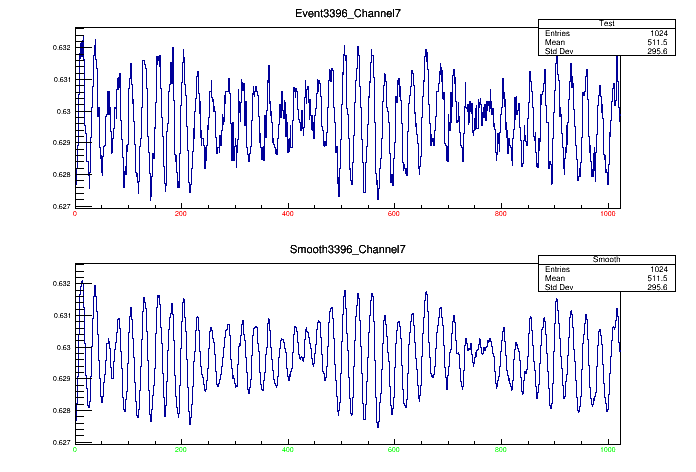 Event3396_Channel7
Test
Entries 1024
Mean 511.5
Std Dev 295.6
0.632
0.631
0.63
0.629
0.628
0.627
0 200 400 600 800 1000
Smooth3396_Channel7
Smooth
Entries 1024
Mean 511.5
Std Dev 295.6
0.632
0.631
0.63
0.629
0.628
0.627
0 200 400 600 800 1000